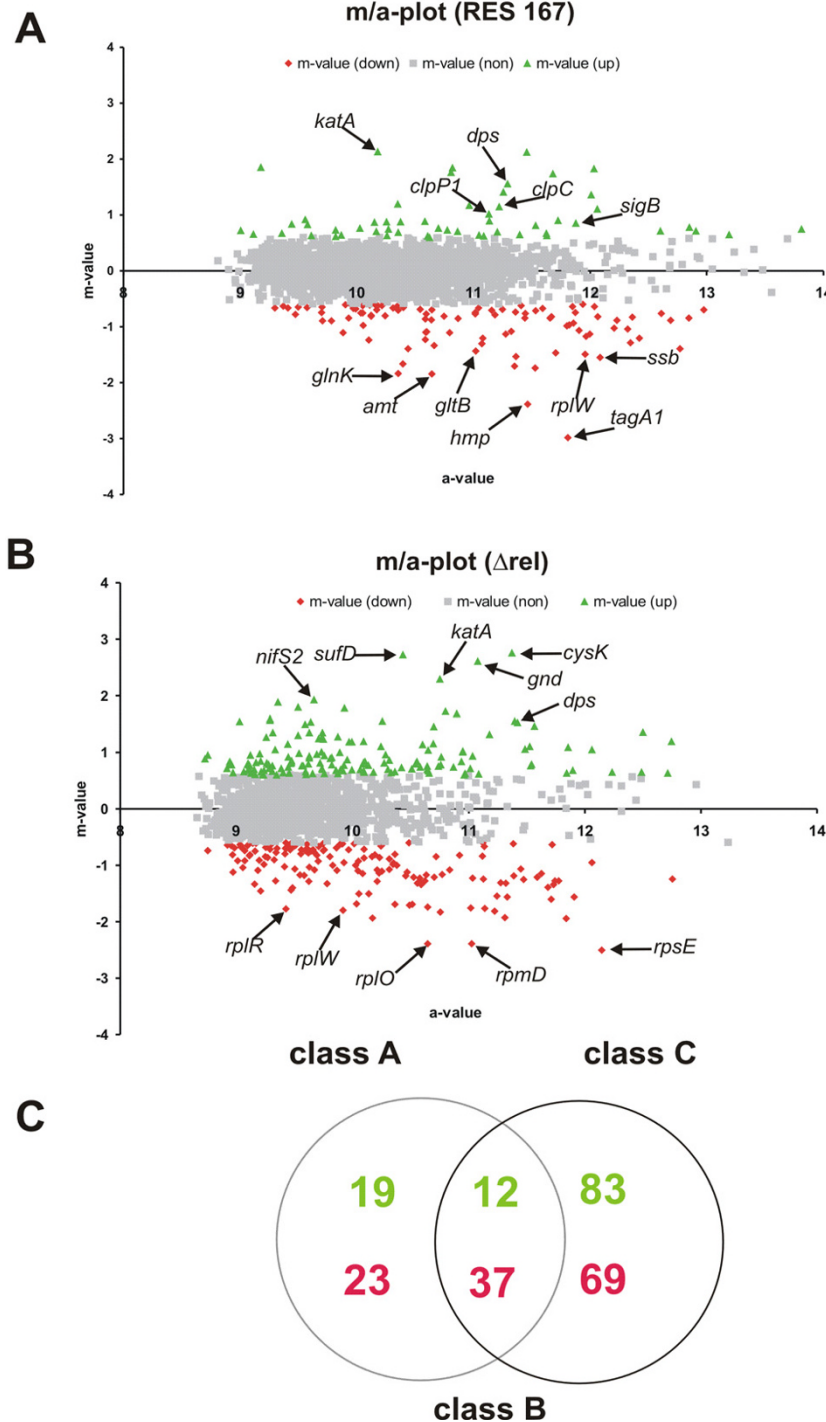 A
m/a-plot (RES 167)
4
m-value (down) m-value (non) m-value (up)
3
katA
dps
2
clpP1 clpC
sigB
1
m-value
0
8 9 10 11 12 13 14
-1
glnK ssb
amt gltB rplW
hmp tagA1
-2
-3
a-value
-4
B
m/a-plot (Δrel)
4
m-value (down) m-value (non) m-value (up)
3
katA
nifS2 sufD cysK
gnd
dps
2
1
m-value
0
8 9 10 11 12 13 14
-1
-2
rplR rplW rplO rpmD rpsE
-3
a-value
-4
class A class C
C
19 12 83
23 37 69
class B